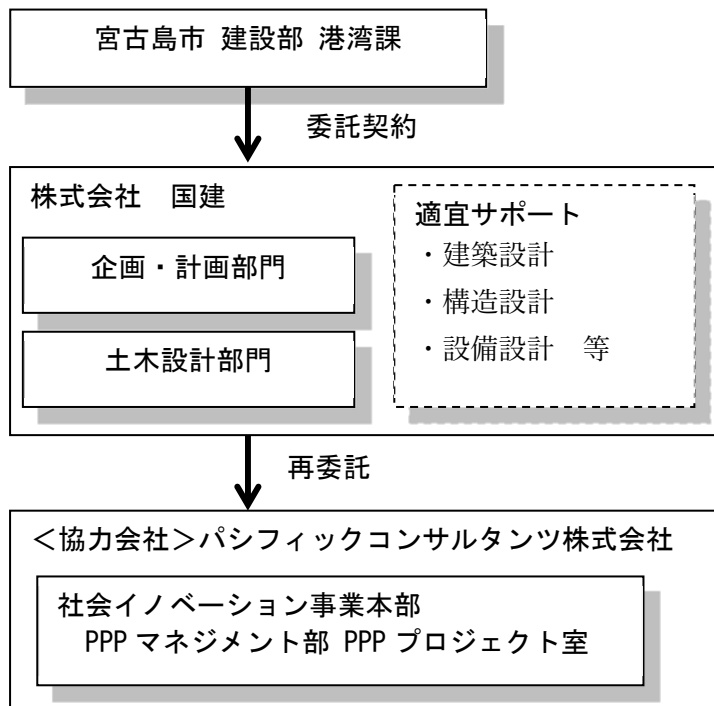 宮古島市 建設部 港湾課
委託契約
株式会社　国建
企画・計画部門
土木設計部門
適宜サポート
・建築設計
・構造設計
・設備設計　等
再委託
＜協力会社＞パシフィックコンサルタンツ株式会社
社会イノベーション事業本部
PPP マネジメント部 PPP プロジェクト室